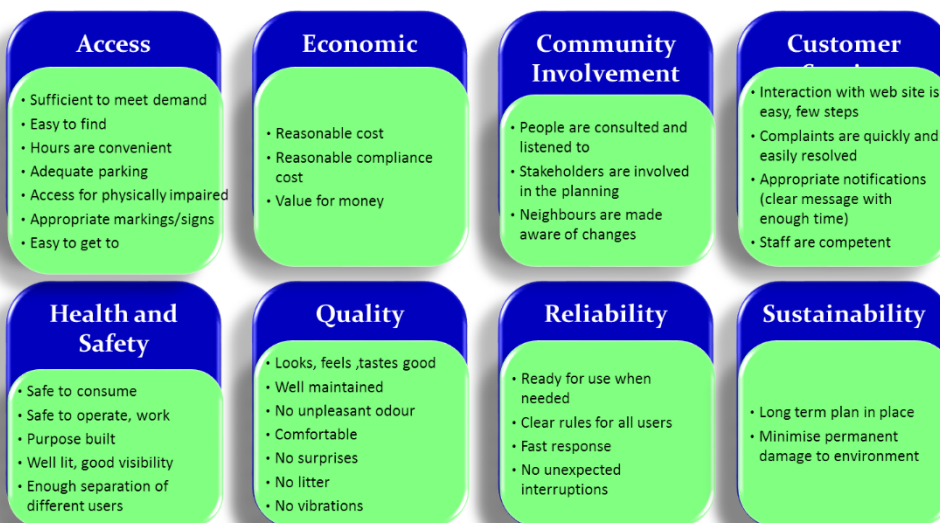 Access
• Sufficient to meet demand
• Easy to find
• Hours are convenient
• Adequate parking
• Access for physically impaired
• Appropriate markings/signs
• Easy to get to
Economic
• Reasonable cost
• Reasonable compliance
cost
• Value for money
Community
Involvement
• People are consulted and
listened to
• Stakeholders are involved
in the planning
• Neighbours are made
aware of changes
Customer
• Interaction with web site is
easy, few steps
• Complaints are quickly and
easily resolved
• Appropriate notifications
(clear message with
enough time)
• Staff are competent
Health and
Safety
• Safe to consume
• Safe to operate, work
• Purpose built
• Well lit, good visibility
• Enough separation of
different users
Quality
• Looks, feels ,tastes good
• Well maintained
• No unpleasant odour
• Comfortable
• No surprises
• No litter
• No vibrations
Reliability
• Ready for use when
needed
• Clear rules for all users
• Fast response
• No unexpected
interruptions
Sustainability
• Long term plan in place
• Minimise permanent
damage to environment